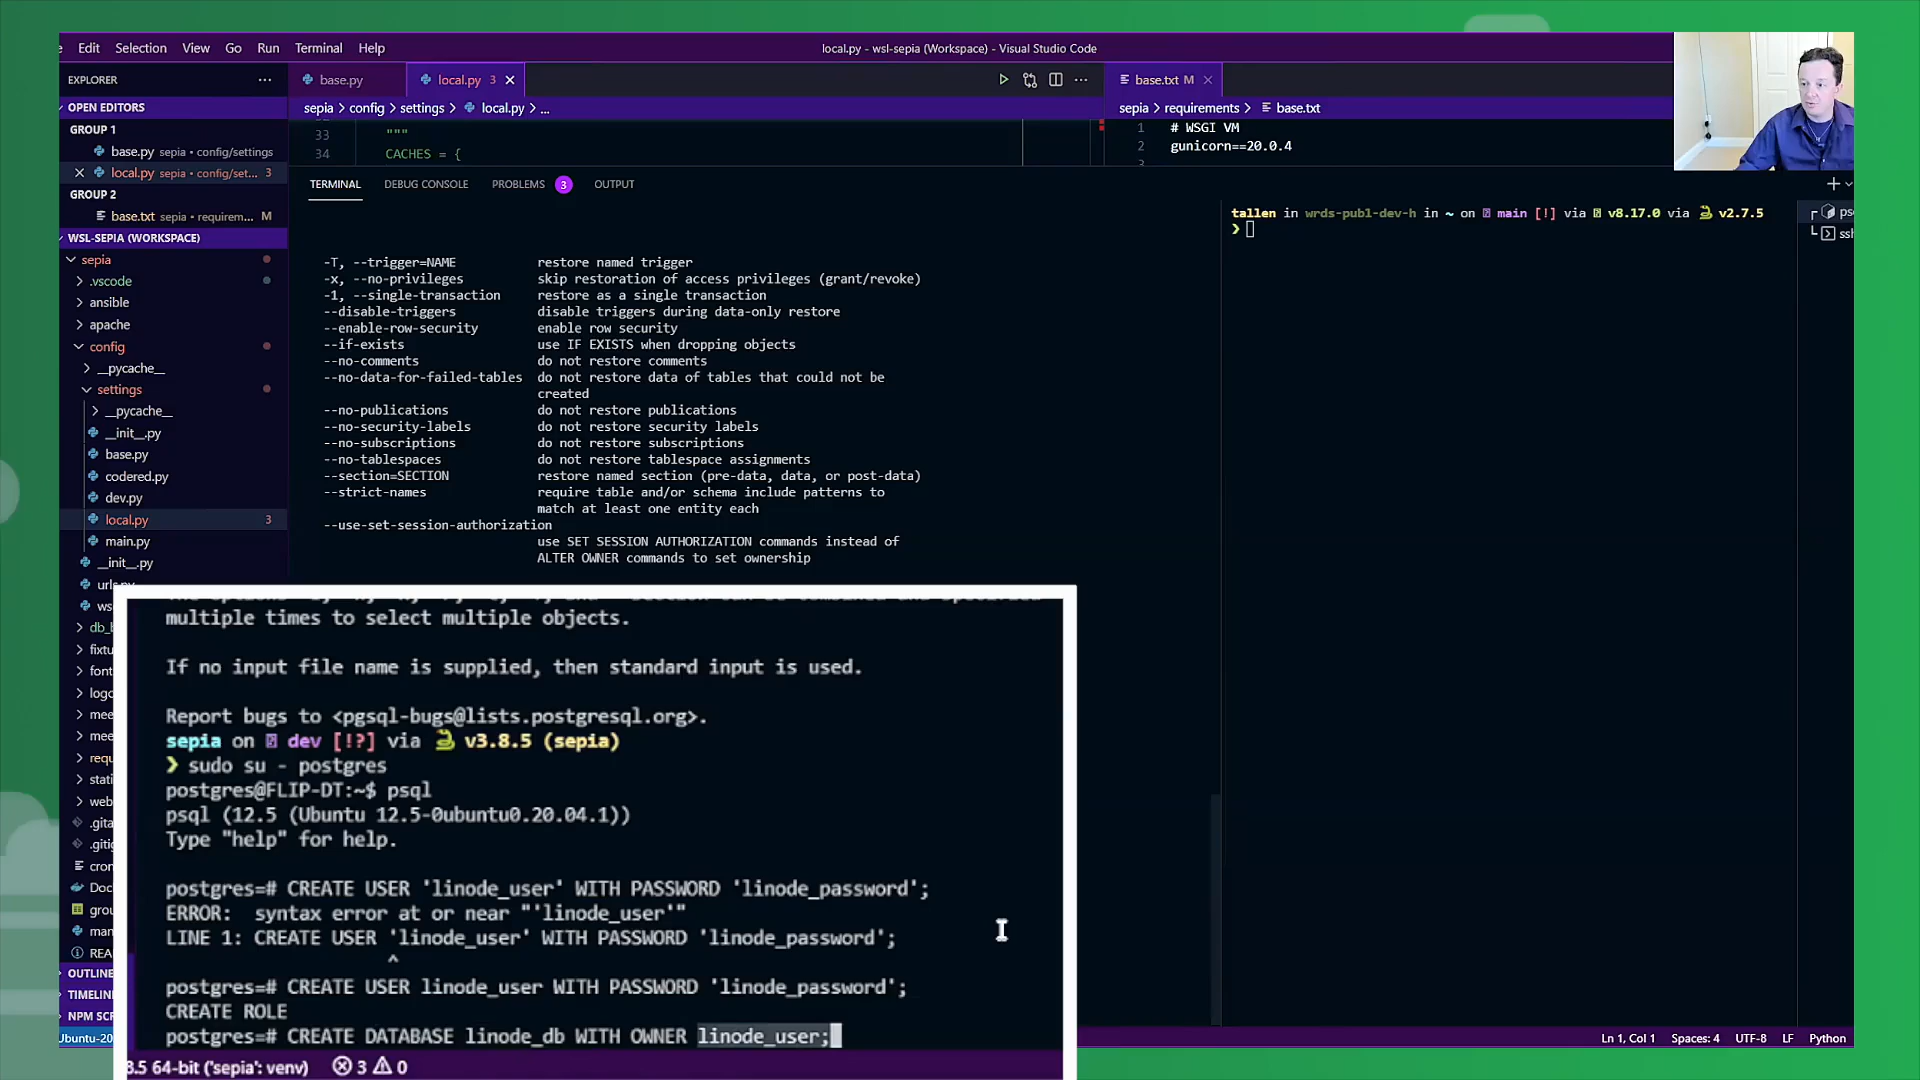 Edit Selection View Go Run Terminal Help
local.py - wsl-sepia (Workspace) - Visual Studio Code
EXPLORER
OPEN EDITORS
GROUP 1
base.py sepia • config/settings
local.py sepia • config/set... 3
GROUP 2
base.txt sepia • requirem... M
WSL-SEPIA (WORKSPACE)
sepia
.vscode
ansible
apache
config
__pycache__
settings
__pycache__
__init__.py
base.py
codered.py
dev.py
local.py 3
main.py
__init__.py
urls.py
OUTLINE
base.py
local.py 3
sepia > config > settings > local.py > ...
33 """
34 CACHES = {
base.txt M
sepia > requirements > base.txt
1 # WSGI VM
2 gunicorn==20.0.4
3
TERMINAL DEBUG CONSOLE PROBLEMS 3 OUTPUT
-T, --trigger=NAME restore named trigger
-x, --no-privileges skip restoration of access privileges (grant/revoke)
-1, --single-transaction restore as a single transaction
--disable-triggers disable triggers during data-only restore
--enable-row-security enable row security
--if-exists use IF EXISTS when dropping objects
--no-comments do not restore comments
--no-data-for-failed-tables do not restore data of tables that could not be
created
--no-publications do not restore publications
--no-security-labels do not restore security labels
--no-subscriptions do not restore subscriptions
--no-tablespaces do not restore tablespace assignments
--section=SECTION restore named section (pre-data, data, or post-data)
--strict-names require table and/or schema include patterns to
match at least one entity each
--use-set-session-authorization
use SET SESSION AUTHORIZATION commands instead of
ALTER OWNER commands to set ownership
tallen in wrds-publ-dev-h in ~ on main [!] via v8.17.0 via v2.7.5
❯
multiple times to select multiple objects.
If no input file name is supplied, then standard input is used.
Report bugs to <pgsql-bugs@lists.postgresql.org>.
sepia on dev [!?] via v3.8.5 (sepia)
❯ sudo su - postgres
postgres@FLIP-DT:~$ psql
psql (12.5 (Ubuntu 12.5-0ubuntu0.20.04.1))
Type "help" for help.
postgres=# CREATE USER 'linode_user' WITH PASSWORD 'linode_password';
ERROR: syntax error at or near "'linode_user'"
LINE 1: CREATE USER 'linode_user' WITH PASSWORD 'linode_password';
^
postgres=# CREATE USER linode_user WITH PASSWORD 'linode_password';
CREATE ROLE
postgres=# CREATE DATABASE linode_db WITH OWNER linode_user;
8.5 64-bit ('sepia': venv) 3 0
Ubuntu-20
Ln 1, Col 1 Spaces: 4 UTF-8 LF Python